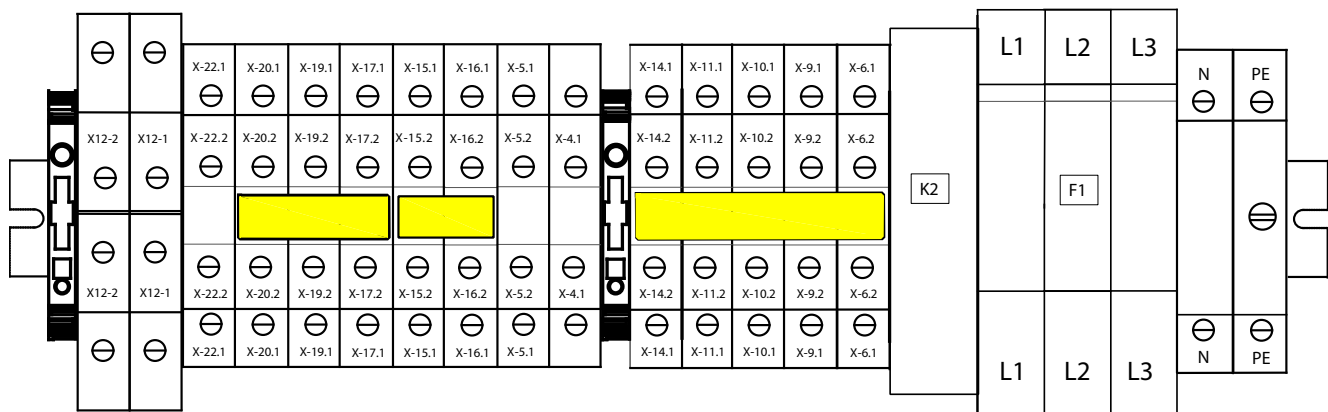 L1 L2 L3
X-22.1 X-20.1 X-19.1 X-17.1 X-15.1 X-16.1 X-5.1 X-14.1 X-11.1 X-10.1 X-9.1 X-6.1 N PE
X12-2 X12-1 X-22.2 X-20.2 X-19.2 X-17.2 X-15.2 X-16.2 X-5.2 X-4.1 X-14.2 X-11.2 X-10.2 X-9.2 X-6.2
K2 F1
X12-2 X12-1 X-22.2 X-20.2 X-19.2 X-17.2 X-15.2 X-16.2 X-5.2 X-4.1 X-14.2 X-11.2 X-10.2 X-9.2 X-6.2
X-22.1 X-20.1 X-19.1 X-17.1 X-15.1 X-16.1 X-5.1 X-14.1 X-11.1 X-10.1 X-9.1 X-6.1 N PE
L1 L2 L3